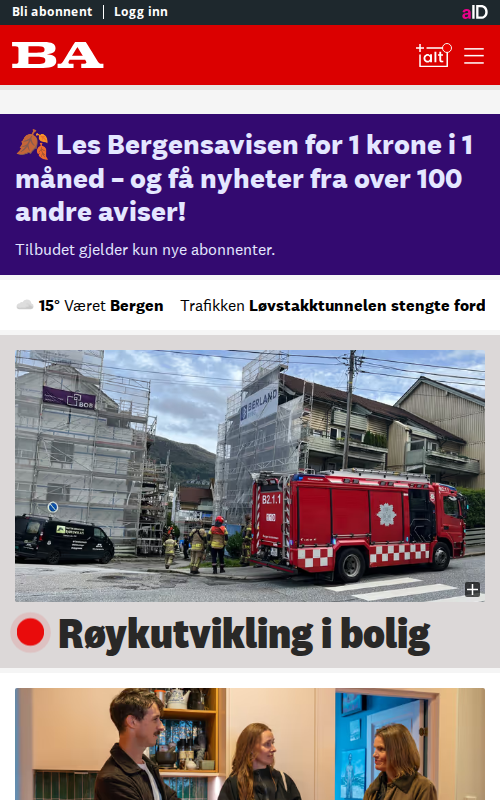 Bli abonnent | Logg inn
aID
BA
alt
Les Bergensavisen for 1 krone i 1
måned – og få nyheter fra over 100
andre aviser!
Tilbudet gjelder kun nye abonnenter.
15° Været Bergen Trafikken Løvstakktunnelen stengte ford
BOB
BERLAND
B2.1.1
Røykutvikling i bolig